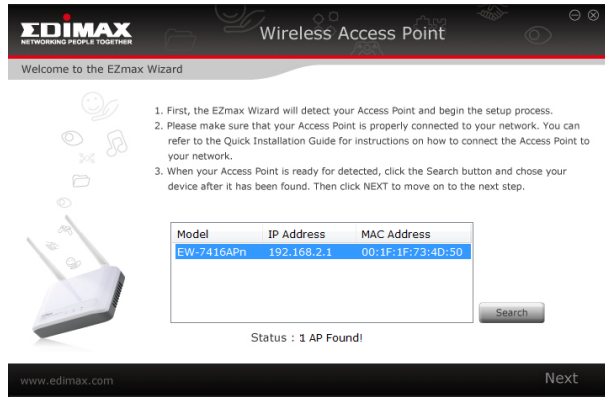 EDIMAX
NETWORKING PEOPLE TOGETHER
Wireless Access Point
Welcome to the EZmax Wizard
1. First, the EZmax Wizard will detect your Access Point and begin the setup process.
2. Please make sure that your Access Point is properly connected to your network. You can
refer to the Quick Installation Guide for instructions on how to connect the Access Point to
your network.
3. When your Access Point is ready for detected, click the Search button and chose your
device after it has been found. Then click NEXT to move on to the next step.
Model IP Address MAC Address
EW-7416APn 192.168.2.1 00:1F:1F:73:4D:50
Search
Status : 1 AP Found!
www.edimax.com
Next